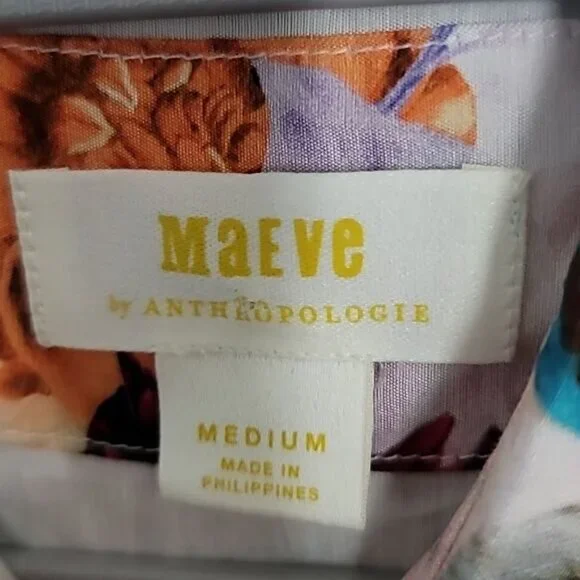 MaEVe
by ANTHROPOLOGIE
MEDIUM
MADE IN
PHILIPPINES